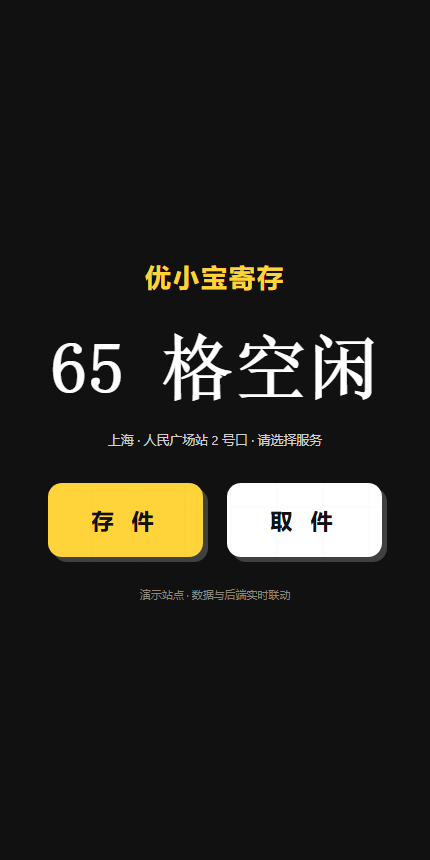 优小宝寄存
65 格空闲
上海 · 人民广场站 2 号口 · 请选择服务
存 件 取 件
演示站点 · 数据与后端实时联动